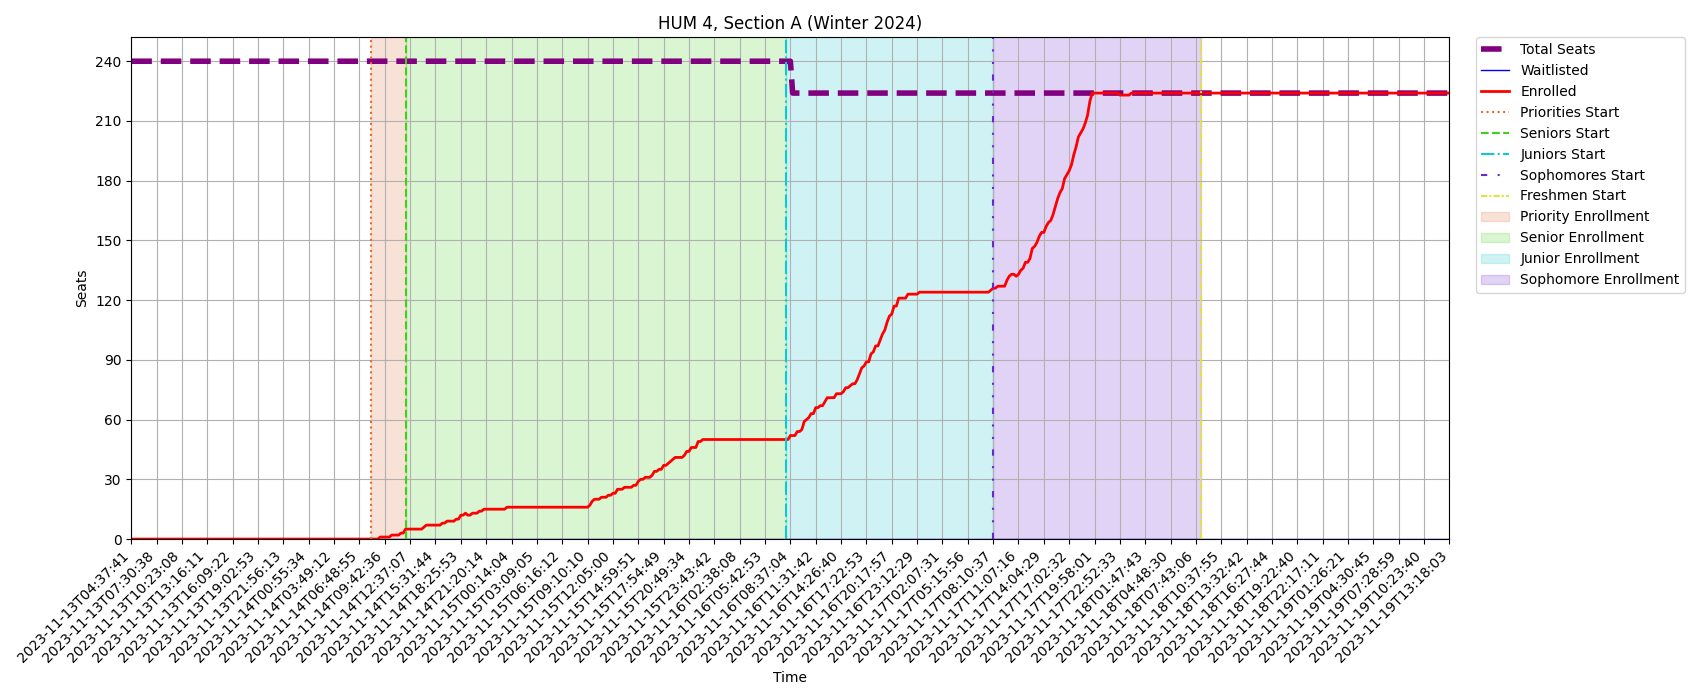 HUM 4, Section A (Winter 2024)
Total Seats
Waitlisted
Enrolled
Priorities Start
Seniors Start
Juniors Start
Sophomores Start
Freshmen Start
Priority Enrollment
Senior Enrollment
Junior Enrollment
Sophomore Enrollment
Seats
240
210
180
150
120
90
60
30
0
2023-11-13T04:37:41
2023-11-13T07:30:38
2023-11-13T10:23:08
2023-11-13T13:16:11
2023-11-13T16:09:22
2023-11-13T19:02:53
2023-11-13T21:56:13
2023-11-14T00:55:34
2023-11-14T03:49:12
2023-11-14T06:48:55
2023-11-14T09:42:36
2023-11-14T12:37:07
2023-11-14T15:31:44
2023-11-14T18:25:53
2023-11-14T21:20:14
2023-11-15T00:14:04
2023-11-15T03:09:05
2023-11-15T06:16:12
2023-11-15T09:10:10
2023-11-15T12:05:00
2023-11-15T14:59:51
2023-11-15T17:54:49
2023-11-15T20:49:34
2023-11-15T23:43:42
2023-11-16T02:38:08
2023-11-16T05:42:53
2023-11-16T08:37:04
2023-11-16T11:31:42
2023-11-16T14:26:40
2023-11-16T17:22:53
2023-11-16T20:17:57
2023-11-16T23:12:29
2023-11-17T02:07:31
2023-11-17T05:15:56
2023-11-17T08:10:37
2023-11-17T11:07:16
2023-11-17T14:04:29
2023-11-17T17:02:32
2023-11-17T19:58:01
2023-11-17T22:52:33
2023-11-18T01:47:43
2023-11-18T04:48:30
2023-11-18T07:43:06
2023-11-18T10:37:55
2023-11-18T13:32:42
2023-11-18T16:27:44
2023-11-18T19:22:40
2023-11-18T22:17:11
2023-11-19T01:26:21
2023-11-19T04:30:45
2023-11-19T07:28:59
2023-11-19T10:23:40
2023-11-19T13:18:03
Time